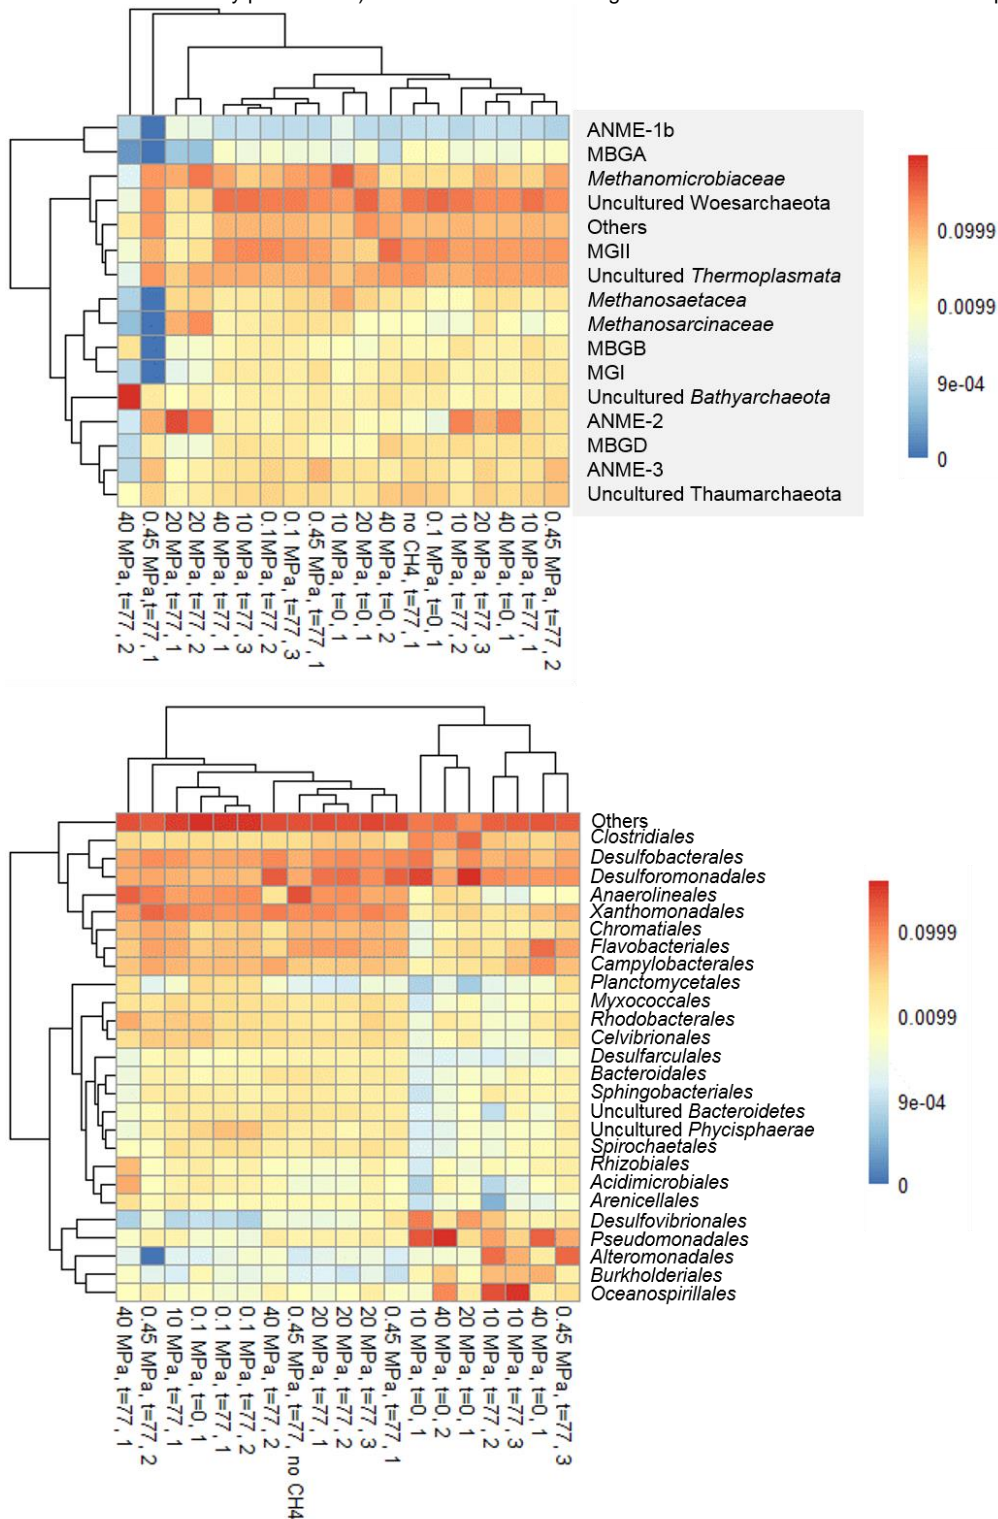 ANME-1b
MBGA
Methanomicrobiaceae
Uncultured Woesarchaeota
Others
MGII
Uncultured Thermoplasmata
Methanosaetacea
Methanosarcinaceae
MBGB
MGI
Uncultured Bathyarchaeota
ANME-2
MBGD
ANME-3
Uncultured Thaumarchaeota
0.0999
0.0099
9e-04
0
40 MPa, t=77, 2
0.45 MPa,t=77, 1
20 MPa, t=77, 1
20 MPa, t=77, 2
40 MPa, t=77, 1
10 MPa, t=77, 3
0.1MPa, t=77, 2
0.1 MPa, t=77, 3
0.45 MPa, t=77, 1
10 MPa, t=0, 1
20 MPa, t=0, 1
40 MPa, t=0, 2
no CH4, t=77, 1
0.1 MPa, t=0, 1
10 MPa, t=77, 2
20 MPa, t=77, 3
40 MPa, t=0, 1
10 MPa, t=77, 1
0.45 MPa, t=77, 2
Others
Clostridiales
Desulfobacterales
Desulforomonadales
Anaerolineales
Xanthomonadales
Chromatiales
Flavobacteriales
Campylobacterales
Planctomycetales
Myxococcales
Rhodobacterales
Celvibrionales
Desulfarculales
Bacteroidales
Sphingobacteriales
Uncultured Bacteroidetes
Uncultured Phycisphaerae
Spirochaetales
Rhizobiales
Acidimicrobiales
Arenicellales
Desulfovibrionales
Pseudomonadales
Alteromonadales
Burkholderiales
Oceanospirillales
0.0999
0.0099
9e-04
0
40 MPa, t=77, 1
0.45 MPa, t=77, 2
10 MPa, t=77, 1
0.1 MPa, t=0, 1
0.1 MPa, t=77, 1
0.1 MPa, t=77, 2
40 MPa, t=77, 2
0.45 MPa, t=77, no CH4
20 MPa, t=77, 1
20 MPa, t=77, 2
20 MPa, t=77, 3
0.45 MPa, t=77, 1
10 MPa, t=0, 1
40 MPa, t=0, 2
20 MPa, t=0, 1
10 MPa, t=77, 2
10 MPa, t=77, 3
40 MPa, t=0, 1
0.45 MPa, t=77, 3